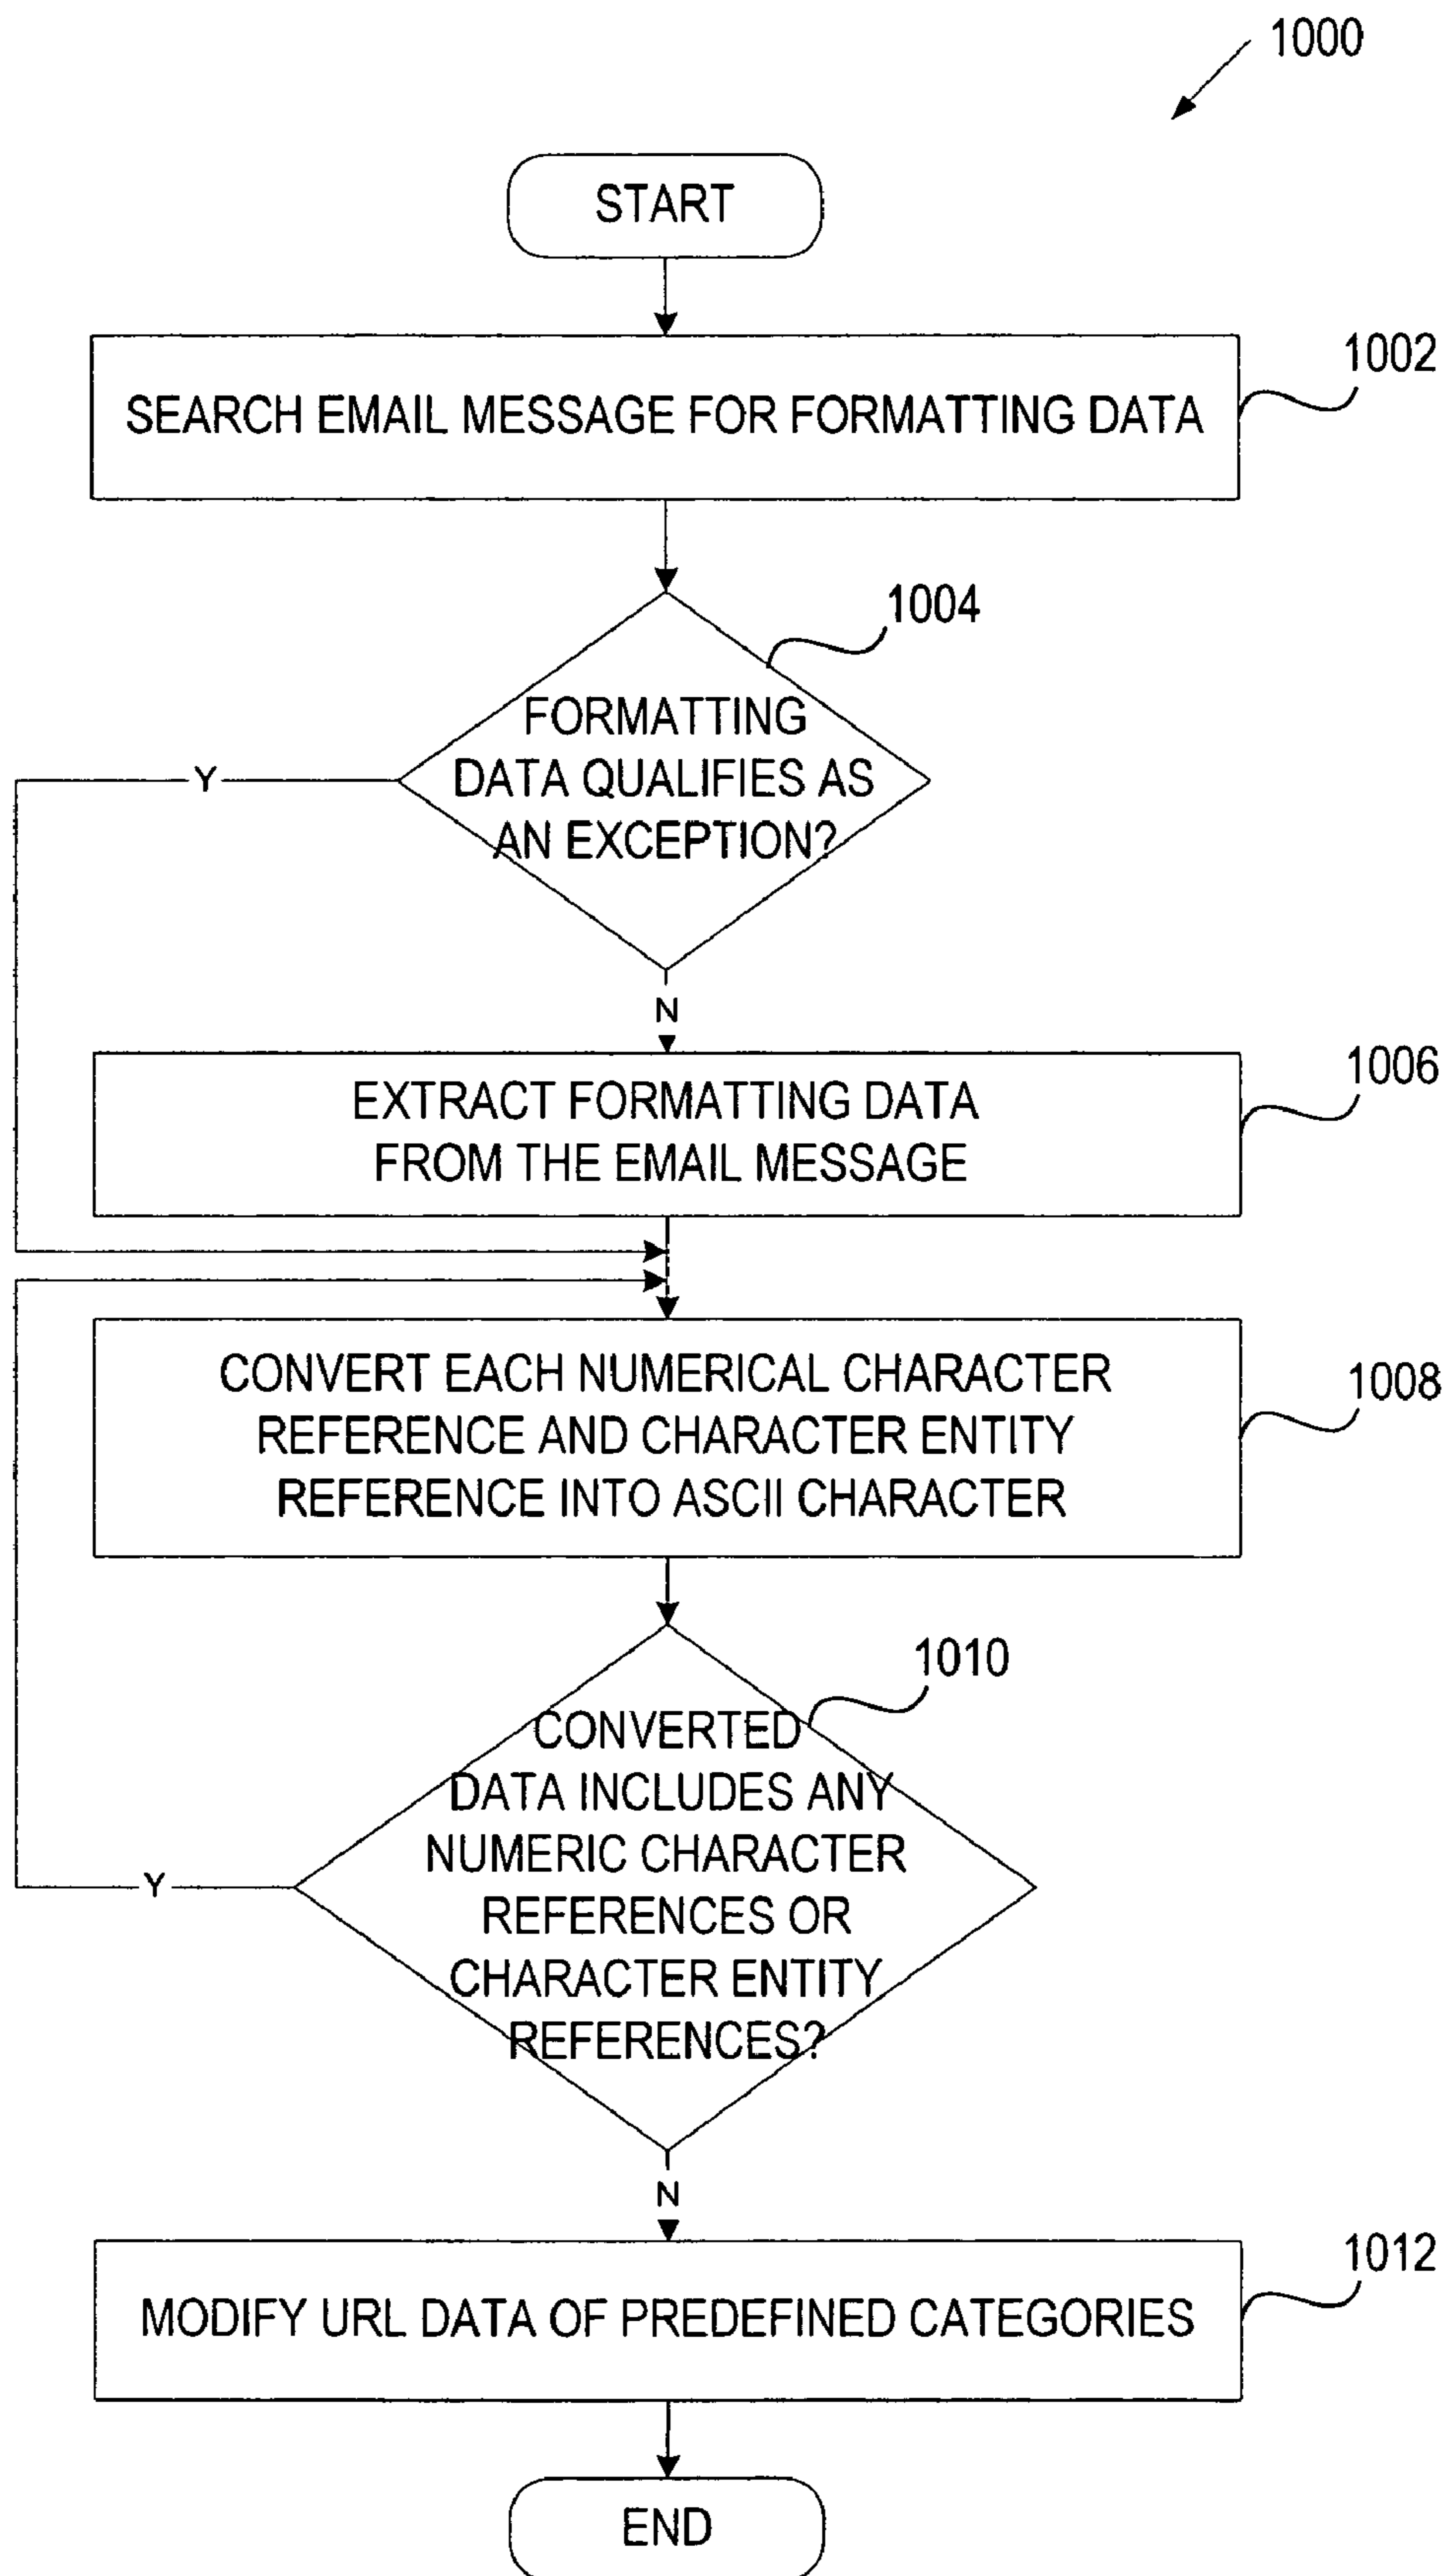 1000
START
1002
SEARCH EMAIL MESSAGE FOR FORMATTING DATA
1004
FORMATTING
DATA QUALIFIES AS
AN EXCEPTION?
Y
N
1006
EXTRACT FORMATTING DATA
FROM THE EMAIL MESSAGE
1008
CONVERT EACH NUMERICAL CHARACTER
REFERENCE AND CHARACTER ENTITY
REFERENCE INTO ASCII CHARACTER
1010
CONVERTED
DATA INCLUDES ANY
NUMERIC CHARACTER
REFERENCES OR
CHARACTER ENTITY
REFERENCES?
Y
N
1012
MODIFY URL DATA OF PREDEFINED CATEGORIES
END